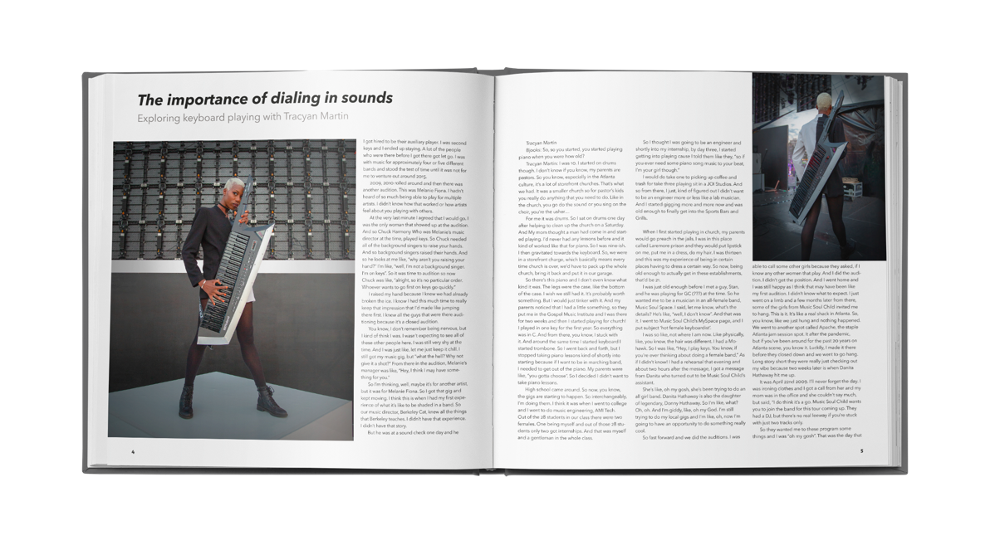 The importance of dialing in sounds
Exploring keyboard playing with Tracyan Martin
I got hired to be their auxiliary player. I was second
keys and I ended up staying. A lot of the people
who were there before I got there got let go. I was
with music for approximately four or five different
bands and stood the test of time until it was not for
me to venture out around 2015.
2009, 2010 rolled around and then there was
another audition. This was Melanie Fiona. I hadn't
heard of so much being able to play for multiple
artists. I didn't know how that worked or how artists
feel about you playing with others.
At the very last minute I agreed that I would go. I
was the only woman that showed up at the audition.
And so Chuck Harmony Who was Melanie's music
director at the time, played keys. So Chuck needed
all of the background singers to raise your hands.
And so background singers raised their hands. And
so he looks at me like, "why aren't you raising your
hand?" I'm like, "well, I'm not a background singer,
I'm on keys". So it was time to audition so now
Chuck was like, "alright, so it's no particular order.
Whoever wants to go first on keys go quickly."
I raised my hand because I knew we had already
broken the ice. I know I had this much time to really
keep that impression that I'd made like jumping
there first. I knew all the guys that were there audi-
tioning because it's a closed audition.
You know, I don't remember being nervous, but
I kind of think I was. I wasn't expecting to see all of
these other people here. I was still very shy at the
time. And I was just, let me just keep it chill. I
still got my music gig, but "what the hell? Why not
give it a shot?" From there in the audition, Melanie's
manager was like, "Hey, I think I may have some-
thing for you."
So I'm thinking, well, maybe it's for another artist,
but it was for Melanie Fiona. So I got that gig and
kept moving. I think this is when I had my first expe-
rience of what it's like to be shaded in a band. So
our music director, Berkeley Cat, knew all the things
that Berkeley teaches. I didn't have that experience.
I didn't have that story.
But he was at a sound check one day and he
4
Tracyan Martin
Bjocks: So, so you started, you started playing
piano when you were how old?
Tracyan Martin: I was 10. I started on drums
though. I don't know if you know, my parents are
pastors. So you know, especially in the Atlanta
culture, it's a lot of storefront churches. That's what
we had. It was a smaller church so for pastor's kids
you really do anything that you need to do. Like in
the church, you go do the sound or you sing on the
choir, you're the usher...
For me it was drums. So I sat on drums one day
after helping to clean up the church on a Saturday.
And My mom thought a man had come in and start
ed playing. I'd never had any lessons before and it
kind of worked like that for piano. So I was nine-ish,
I then gravitated towards the keyboard. So, we were
in a storefront charge, which basically means every
time church is over, we'd have to pack up the whole
church, bring it back and put it in our garage.
So there's this piano and I don't even know what
kind it was. The legs were the case, like the bottom
of the case. I wish we still had it. It's probably worth
something. But I would just tinker with it. And my
parents noticed that I had a little something, so they
put me in the Gospel Music Institute and I was there
for two weeks and then I started playing for church!
I played in one key for the first year. So everything
was in C. And from there, you know, I stuck with
it. And around the same time I started keyboard I
started trombone. So I went back and forth, but I
stopped taking piano lessons kind of shortly into
starting because if I want to be in marching band,
I needed to get out of the piano. My parents were
like, "you gotta choose". So I decided I didn't want to
take piano lessons.
High school came around. So now, you know,
the gigs are starting to happen. So interchangeably,
I'm doing them. I think it was when I went to college
and I went to do music engineering, AMI Tech.
Out of the 28 students in our class there were two
females. One being myself and out of those 28 stu-
dents only two got internships. And that was myself
and a gentleman in the whole class.
So I thought I was going to be an engineer and
shortly into my internship, by day three, I started
getting into playing cause I told them like they, "so if
you ever need some piano song music to your beat,
I'm your girl though."
I would do take one to picking up coffee and
trash for take three playing sit in a JOI Studios. And
so from there, I just, kind of figured out I didn't want
to be an engineer more or less like a lab musician.
And I started gigging more and more now and was
old enough to finally get into the Sports Bars and
Grills.
When I first started playing in church, my parents
would go preach in the jails. I was in this place
called Laremore prison and they would put lipstick
on me, put me in a dress, do my hair. I was thirteen
and this was my experience of being in certain
places having to dress a certain way. So now, being
old enough to actually get in these establishments,
that'd be 21.
I was just old enough before I met a guy, Stan,
and he was playing for GC (???) at the time. So he
wanted me to be a musician in an all-female band,
Music Soul Space. I said, let me know, what's the
details? He's like, "well, I don't know". And that was
it. I went to Music Soul Child's MySpace page, and I
put subject 'hot female keyboardist'.
I was so like, not where I am now. Like physically,
like, you know, the hair was different. I had a Mo-
hawk. So I was like, "Hey, I play keys. You know, if
you're ever thinking about doing a female band," As
if I didn't know! I had a rehearsal that evening and
about two hours after the message, I got a message
from Danita who turned out to be Music Soul Child's
assistant.
She's like, oh my gosh, she's been trying to do an
all girl band. Danita Hathaway is also the daughter
of legendary, Donny Hathaway. So I'm like, what?
Oh, oh. And I'm giddy, like, oh, my God. I'm still
trying to do my local gigs and I'm like, oh, now I'm
going to have an opportunity to do something really
cool.
So fast forward and we did the auditions. I was
able to call some other girls because they asked, if I
know any other women that play. And I did the audi-
tion. I didn't get the position. And I went home and
I was still happy as I think that may have been like
my first audition. I didn't know what to expect. I just
went on a limb and a few months later from there,
some of the girls from Music Soul Child invited me
to hang. This is. It's like a real shack in Atlanta. So,
you know, like we just hung and nothing happened.
We went to another spot called Apache, the staple
Atlanta jam session spot. It after the pandemic,
but if you've been around for the past 20 years on
Atlanta scene, you know it. Luckily, I made it there
before they closed down and we went to go hang.
Long story short they were really just checking out
my vibe because two weeks later is when Danita
Hathaway hit me up.
It was April 22nd 2009. I'll never forget the day. I
was ironing clothes and I got a call from her and my
mom was in the office and she couldn't say much,
but said, "I do think it's a go. Music Soul Child wants
you to join the band for this tour coming up. They
had a DJ, but there's no real leeway if you're stuck
with just two tracks only.
So they wanted me to these program some
things and I was "oh my gosh". That was the day that
5